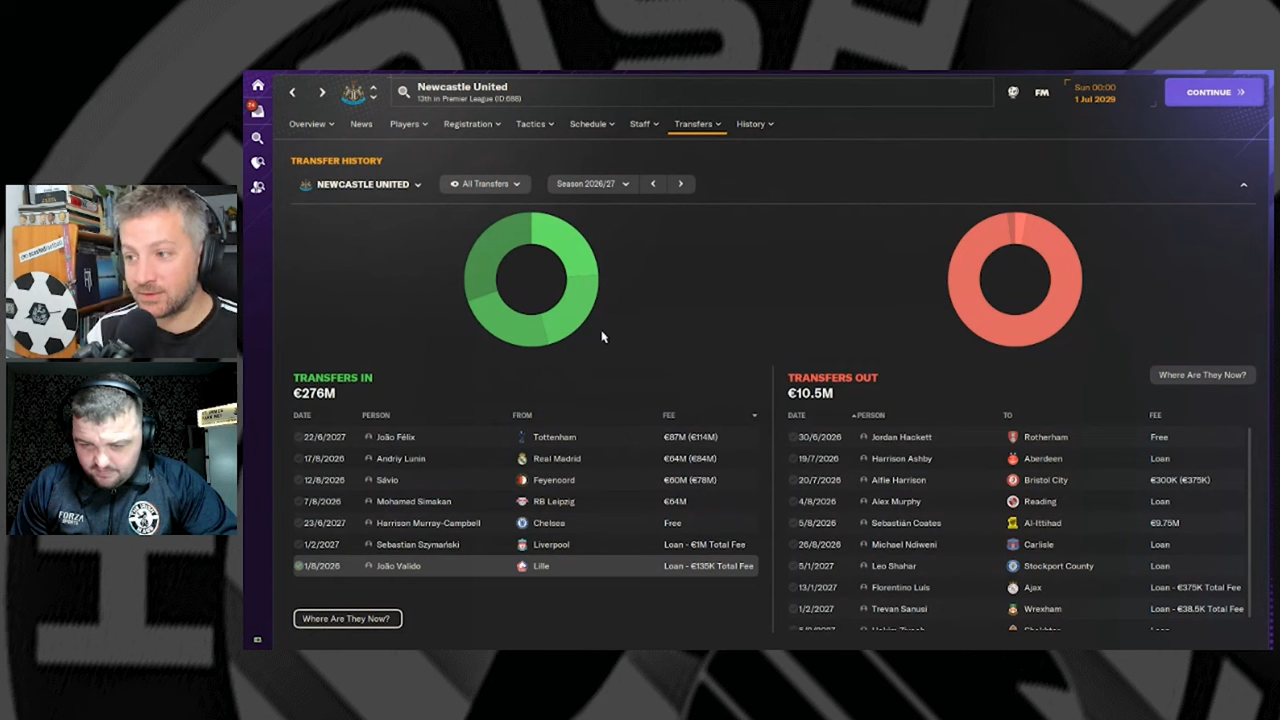 Newcastle United
13th in Premier League (ID:688)
FM
Sun 00:00
1 Jul 2029
CONTINUE
Overview
News
Players
Registration
Tactics
Schedule
Staff
Transfers
History
TRANSFER HISTORY
NEWCASTLE UNITED
All Transfers
Season 2026/27
TRANSFERS IN
€276M
DATE PERSON FROM FEE
22/6/2027 João Félix Tottenham €87M (€114M)
17/8/2026 Andriy Lunin Real Madrid €64M (€84M)
12/8/2026 Sávio Feyenoord €60M (€78M)
7/8/2026 Mohamed Simakan RB Leipzig €64M
23/6/2027 Harrison Murray-Campbell Chelsea Free
1/2/2027 Sebastian Szymański Liverpool Loan - €1M Total Fee
1/8/2026 João Valido Lille Loan - €135K Total Fee
Where Are They Now?
TRANSFERS OUT
€10.5M
Where Are They Now?
DATE PERSON TO FEE
30/6/2026 Jordan Hackett Rotherham Free
19/7/2026 Harrison Ashby Aberdeen Loan
20/7/2026 Alfie Harrison Bristol City €300K (€375K)
4/8/2026 Alex Murphy Reading Loan
5/8/2026 Sebastián Coates Al-Ittihad €9.75M
26/8/2026 Michael Ndiweni Carlisle Loan
5/1/2027 Leo Shahar Stockport County Loan
13/1/2027 Florentino Luís Ajax Loan - €375K Total Fee
1/2/2027 Trevan Sanusi Wrexham Loan - €38.5K Total Fee
FORZA